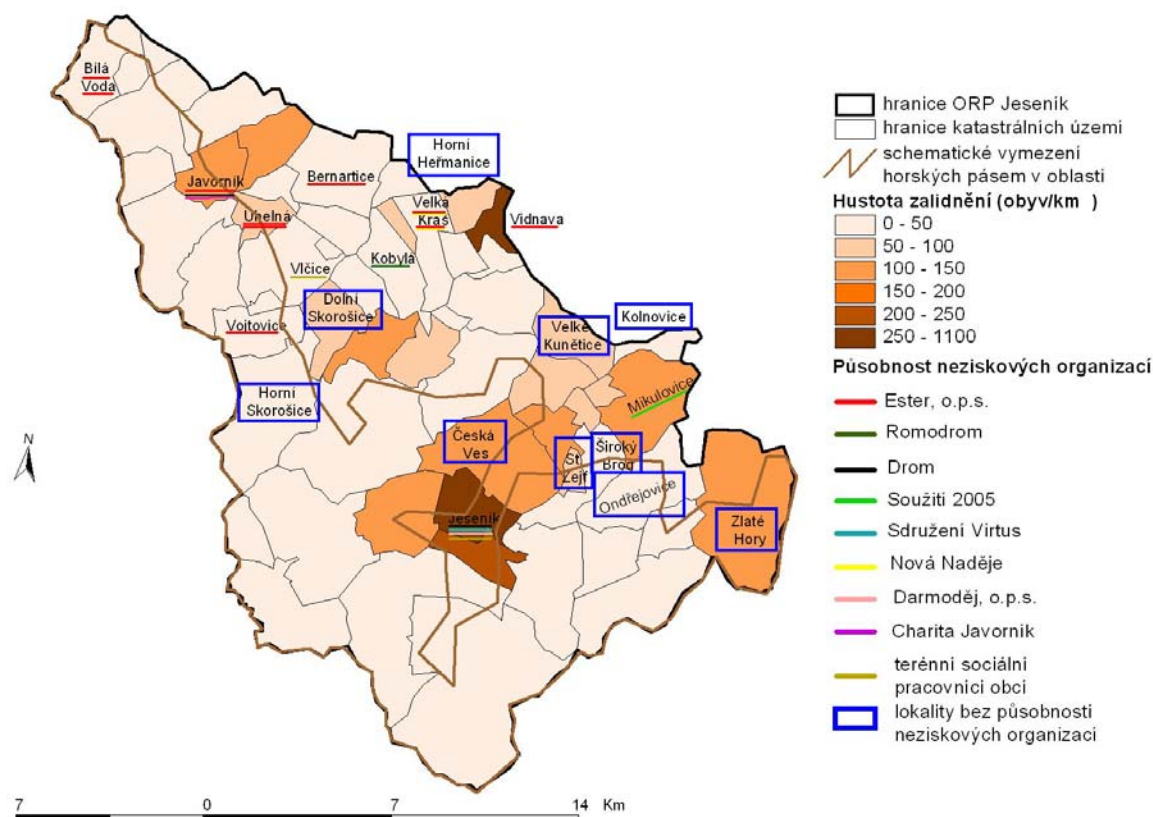 Bílá
Voda
Javorník
Uhelná
Bernartice
Horní
Heřmanice
Velká
Kraš
Vidnava
Vlčice
Kobylá
Dolní
Skorošice
Vojtovice
Horní
Skorošice
Velké
Kunětice
Kolnovice
Mikulovice
Česká
Ves
St.
Lejf
Široký
Brod
Ondřejovice
Jeseník
Zlaté
Hory
N
7 0 7 14 Km
hranice ORP Jeseník
hranice katastrálních území
schematické vymezení
horských pásem v oblasti
Hustota zalidnění (obyv/km )
0 - 50
50 - 100
100 - 150
150 - 200
200 - 250
250 - 1100
Působnost neziskových organizací
Ester, o.p.s.
Romodrom
Drom
Soužití 2005
Sdružení Virtus
Nová Naděje
Darmoděj, o.p.s.
Charita Javorník
terénní sociální
pracovníci obcí
lokality bez působnosti
neziskových organizací